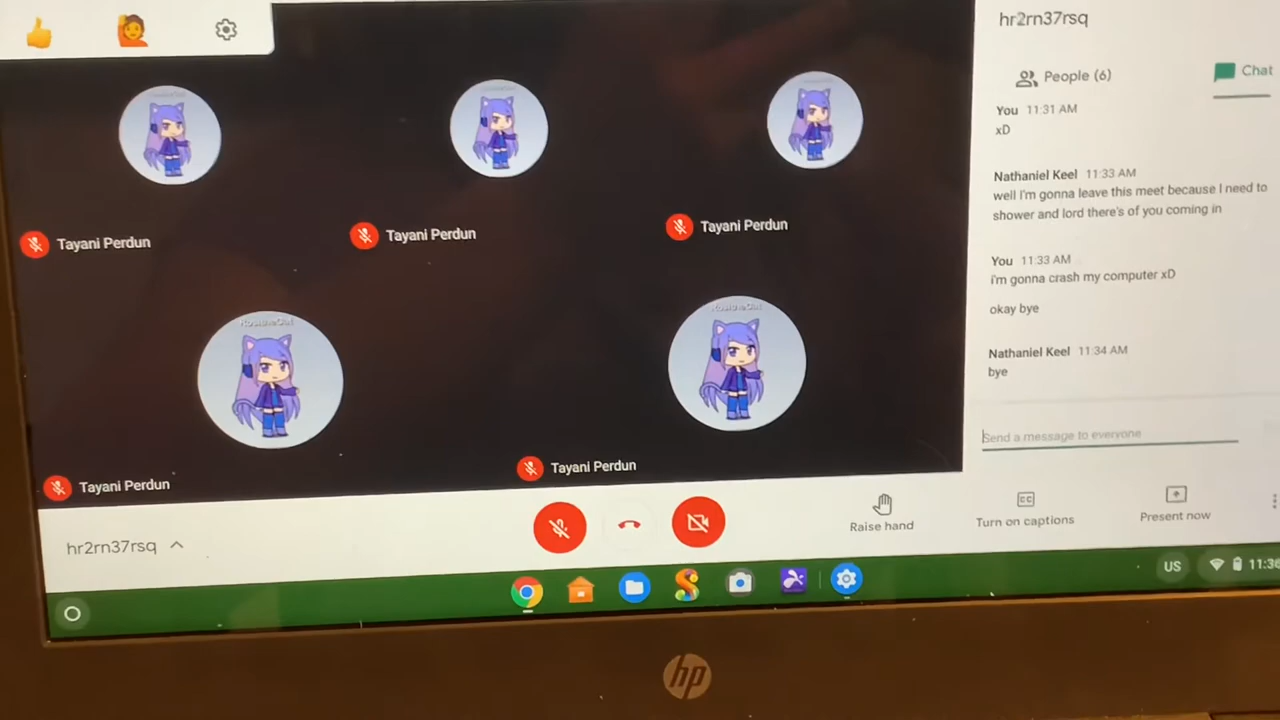 hr2rn37rsq
People (6)
Chat
You 11:31 AM
xD
Nathaniel Keel 11:33 AM
well I'm gonna leave this meet because I need to
shower and lord there's of you coming in
You 11:33 AM
i'm gonna crash my computer xD
okay bye
Nathaniel Keel 11:34 AM
bye
Send a message to everyone
Tayani Perdun
Tayani Perdun
Tayani Perdun
Tayani Perdun
Tayani Perdun
hr2rn37rsq
Raise hand
CC
Turn on captions
Present now
US
hp